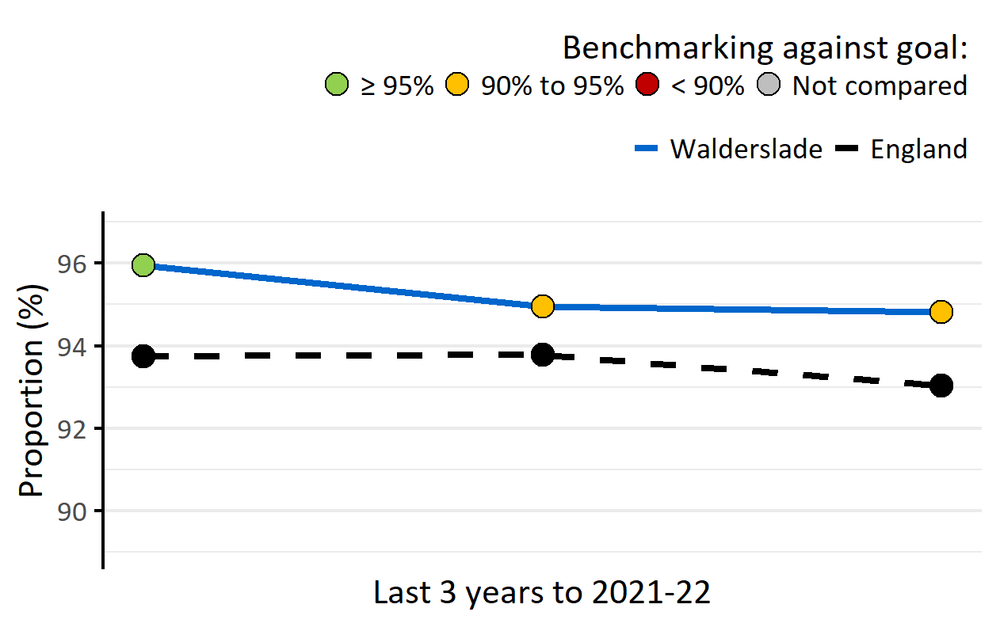 Benchmarking against goal:
≥ 95% 90% to 95% < 90% Not compared
Walderslade England
Proportion (%)
96
94
92
90
Last 3 years to 2021-22